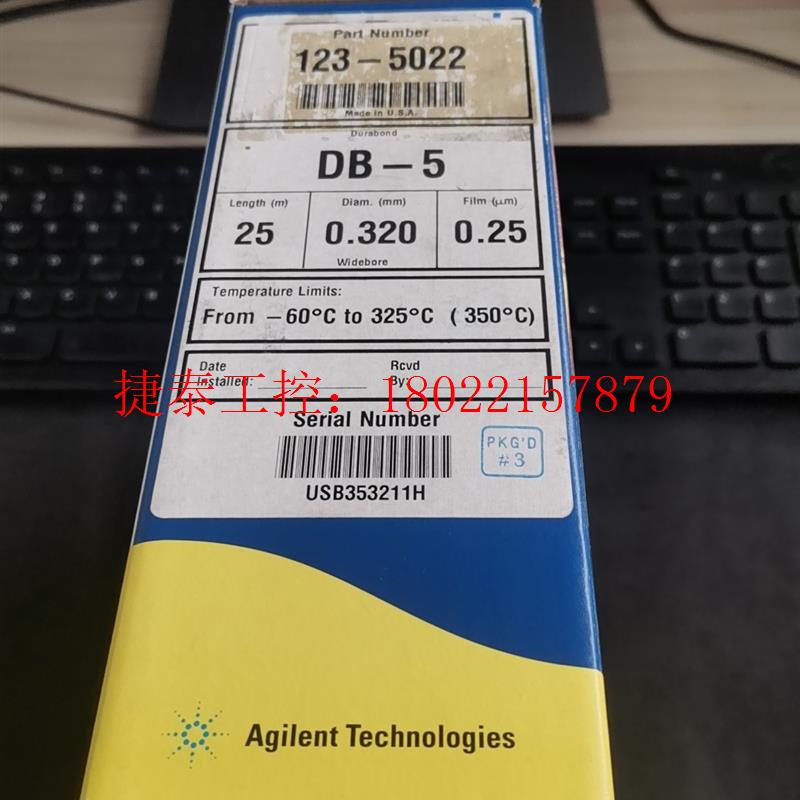 Part Number
123-5022
Made in U.S.A.
Durabond
DB-5
Length (m) Diam. (mm) Film (μm)
25 0.320 0.25
Widebore
Temperature Limits:
From -60°C to 325°C (350°C)
Date Rcvd
Installed: By:
捷泰工控：18022157879
Serial Number
PKG'D
#3
USB353211H
Agilent Technologies